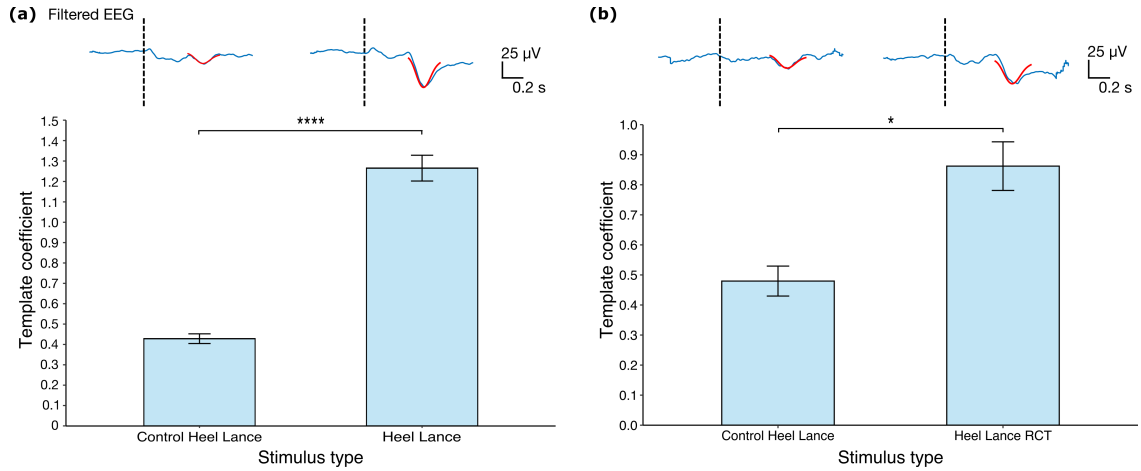 (a) Filtered EEG
25 µV
0.2 s
****
1.5
1.4
1.3
1.2
1.1
1.0
0.9
0.8
0.7
0.6
0.5
0.4
0.3
0.2
0.1
0
Template coefficient
Control Heel Lance
Heel Lance
Stimulus type
(b)
25 µV
0.2 s
*
1.0
0.9
0.8
0.7
0.6
0.5
0.4
0.3
0.2
0.1
0.0
Template coefficient
Control Heel Lance
Heel Lance RCT
Stimulus type